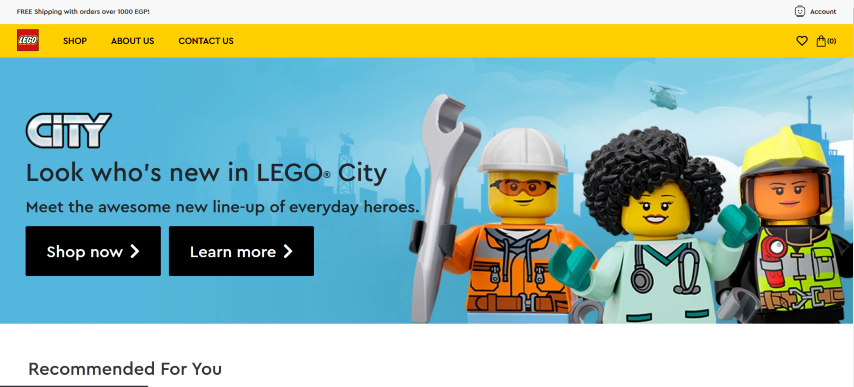 FREE Shipping with orders over 1000 EGP!
Account
LEGO
SHOP
ABOUT US
CONTACT US
(0)
CITY
Look who's new in LEGO® City
Meet the awesome new line-up of everyday heroes.
Shop now
Learn more
Recommended For You